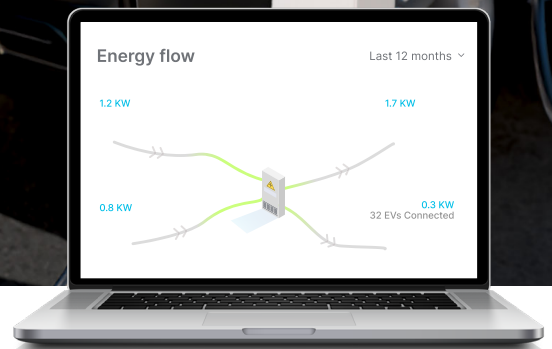 Energy flow
Last 12 months
1.2 KW
1.7 KW
0.8 KW
0.3 KW
32 EVs Connected